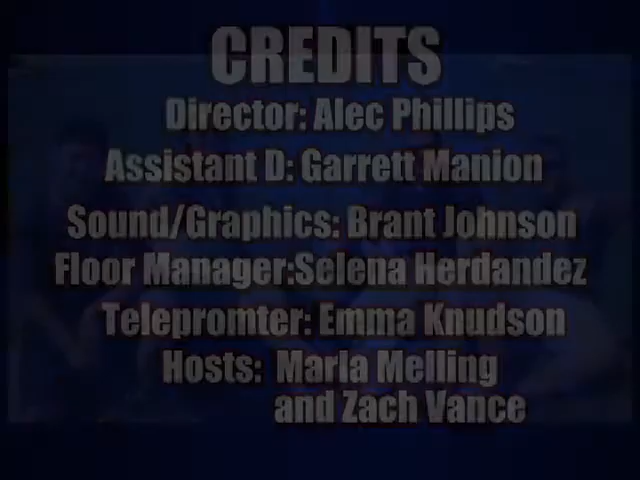 CREDITS
Director: Alec Phillips
Assistant D: Garrett Manion
Sound/Graphics: Brant Johnson
Floor Manager:Selena Herdandez
Telepromter: Emma Knudson
Hosts: Marla Melling
and Zach Vance